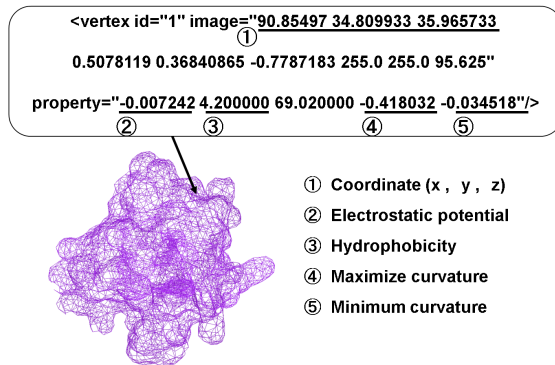 <vertex id="1" image="90.85497 34.809933 35.965733
①
0.5078119 0.36840865 -0.7787183 255.0 255.0 95.625"
property="-0.007242 4.200000 69.020000 -0.418032 -0.034518"/>
② ③ ④ ⑤
① Coordinate (x , y , z)
② Electrostatic potential
③ Hydrophobicity
④ Maximize curvature
⑤ Minimum curvature